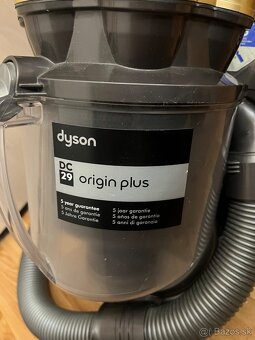 dyson
DC
29
origin plus
5 year guarantee
5 ans de garantie
5 Jahre Garantie
5 jaar garantie
5 años de garantía
5 anni di garanzia
bazos.sk